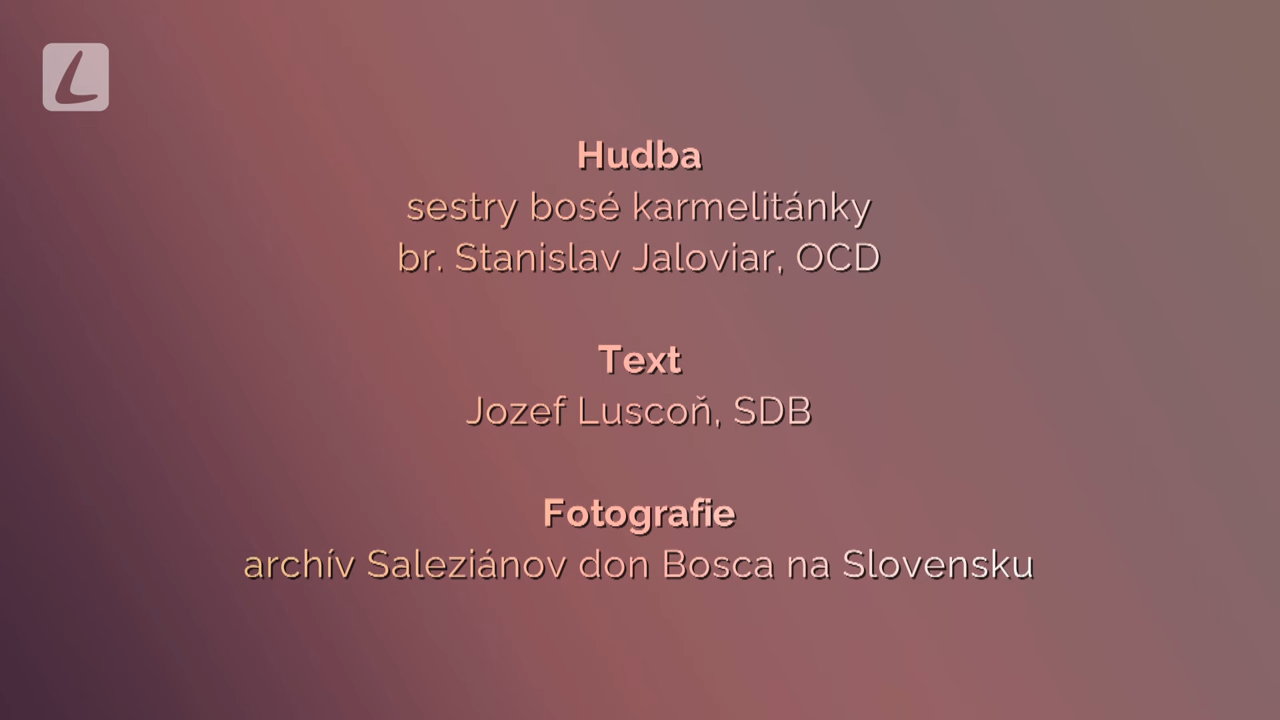 L
Hudba
sestry bosé karmelitánky
br. Stanislav Jaloviar, OCD
Text
Jozef Luscoň, SDB
Fotografie
archív Saleziánov don Bosca na Slovensku